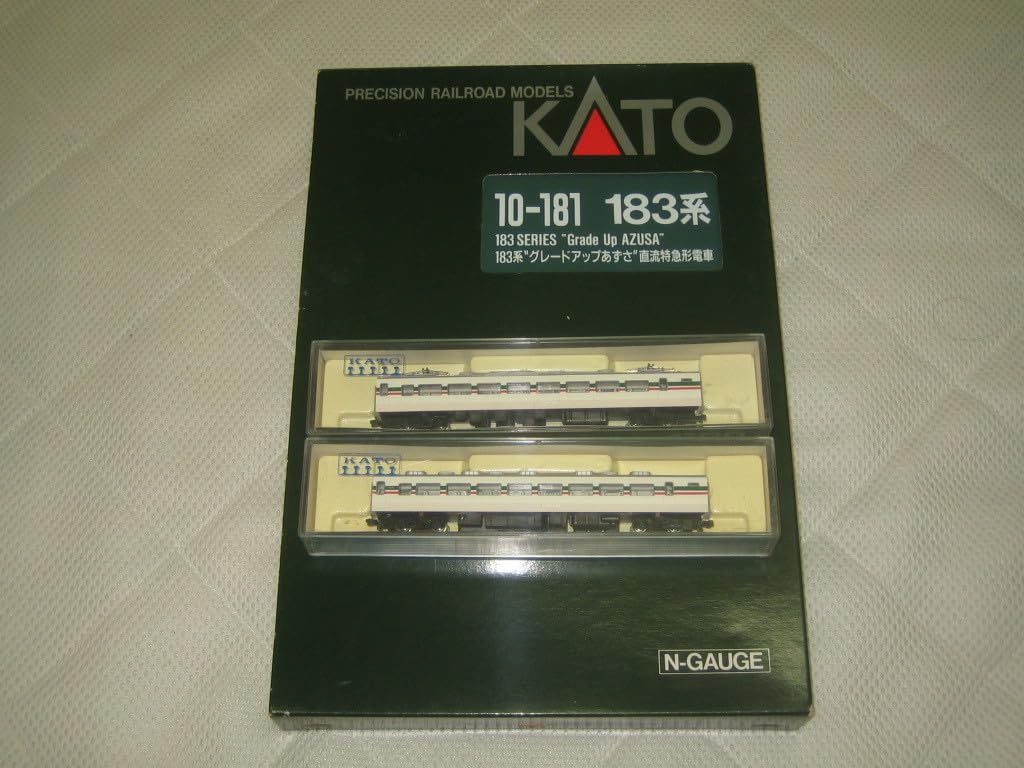 PRECISION RAILROAD MODELS
KATO
10-181 183系
183 SERIES "Grade Up AZUSA"
183系"グレードアップあずさ"直流特急形電車
KATO
KATO
N-GAUGE